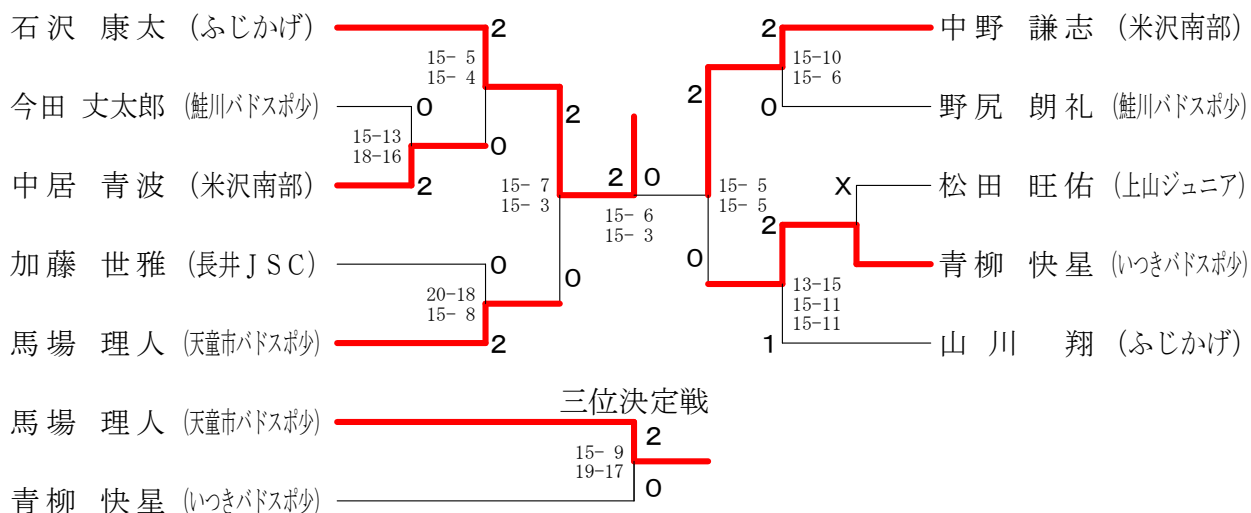 石沢 康太 (ふじかげ) 2 2 中野 謙志 (米沢南部)
15- 5 15-10
15- 4 15- 6
今田 丈太郎 (鮭川バドスポ少) 0 2 2 0 野尻 朗礼 (鮭川バドスポ少)
15-13 0
18-16
中居 青波 (米沢南部) 2 15- 7 2 0 15- 5 X 松田 旺佑 (上山ジュニア)
15- 3 15- 6 15- 5 2
15- 3
加藤 世雅 (長井JSC) 0 0 0 青柳 快星 (いつきバドスポ少)
20-18 13-15
15- 8 15-11
15-11
馬場 理人 (天童市バドスポ少) 2 1 山川 翔 (ふじかげ)
三位決定戦
馬場 理人 (天童市バドスポ少) 2
15- 9
19-17
青柳 快星 (いつきバドスポ少) 0